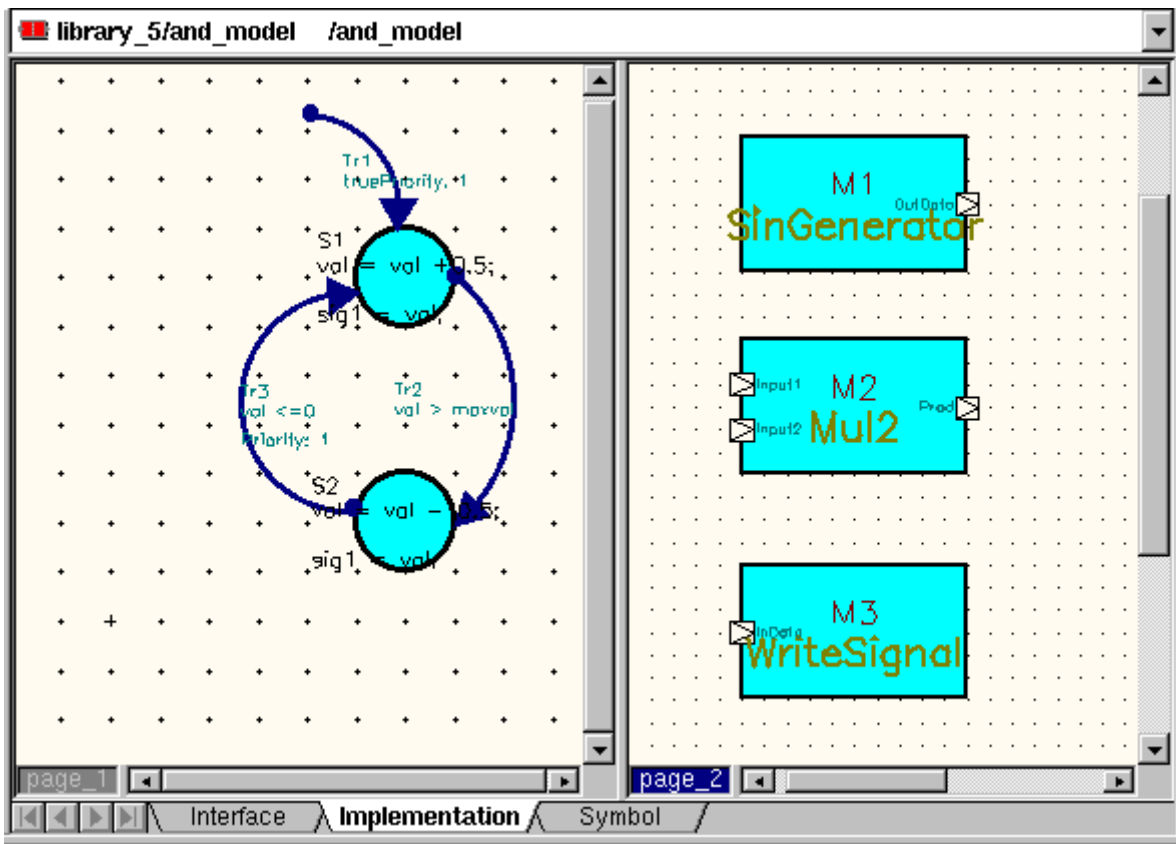 library_5/and_model /and_model
Tr1
truePriority: 1
S1
val = val + 0.5;
sig1 = val;
Tr3
val <=0
Priority: 1
Tr2
val > maxval
S2
val = val - 0.5;
sig1 = val;
page_1
M1
OutData
SinGenerator
Input1
M2
Prod
Input2
Mul2
M3
InData
WriteSignal
page_2
Interface
Implementation
Symbol